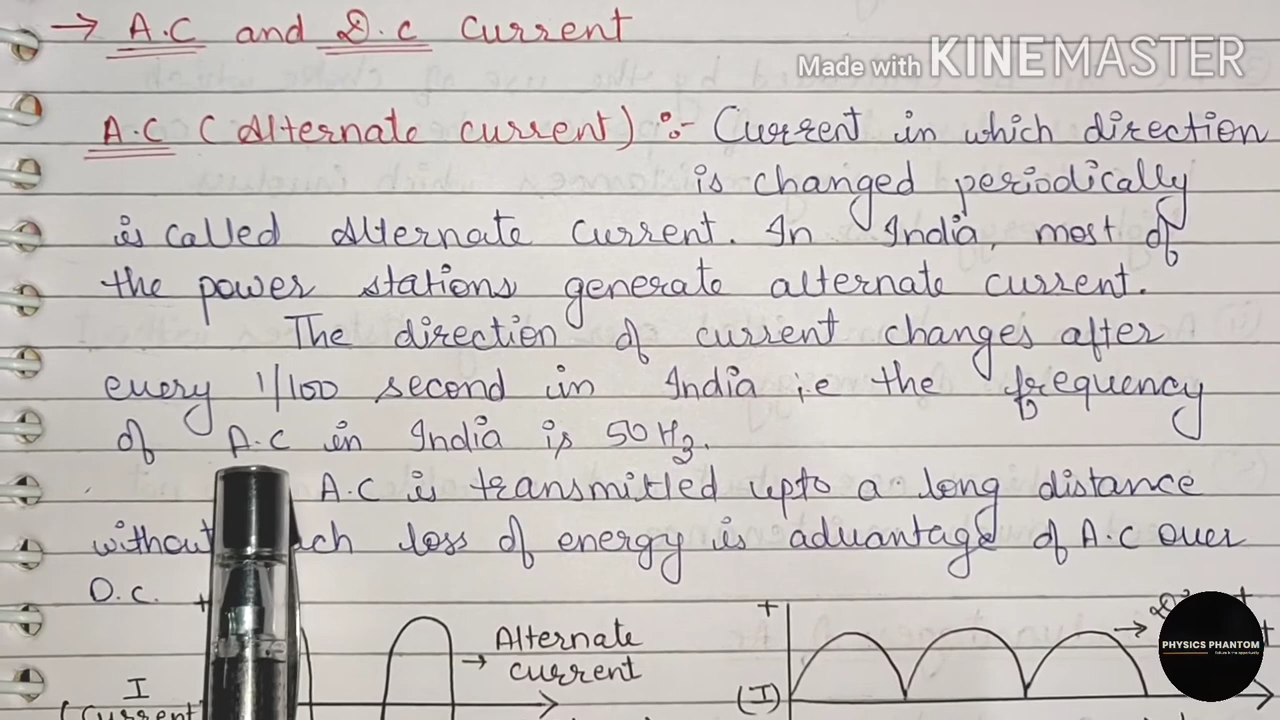 → A.C and D.C Current
Made with KINEMASTER
A.C (Alternate current) :- Current in which direction
is changed periodically
is called Alternate current. In India, most of
the power stations generate alternate current.
The direction of current changes after
every 1/100 second in India i.e the frequency
of A.C in India is 50 Hz.
A.C is transmitted upto a long distance
without loss of energy is advantage of A.C over
D.C.
+
→ Alternate
current
I
(Current
+
(I)
→
PHYSICS PHANTOM